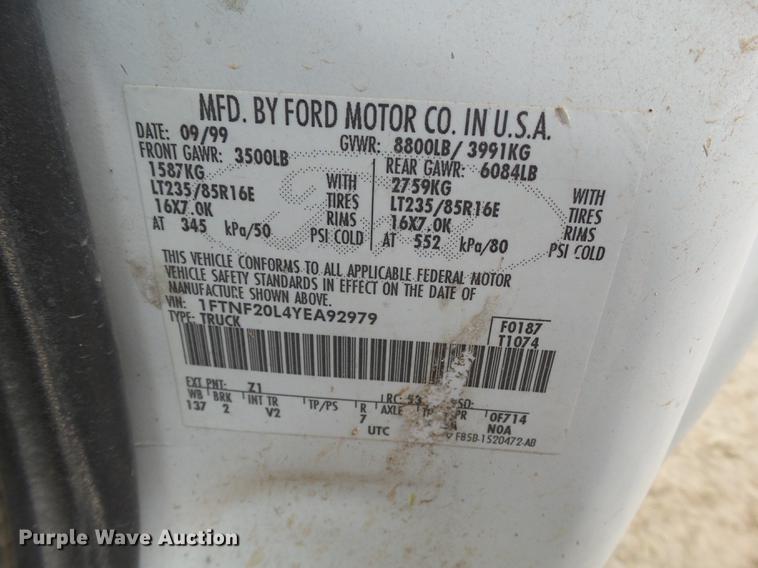 MFD. BY FORD MOTOR CO. IN U.S.A.
DATE: 09/99 GVWR: 8800LB/ 3991KG
FRONT GAWR: 3500LB REAR GAWR: 6084LB
1587KG WITH 2759KG WITH
LT235/85R16E TIRES LT235/85R16E TIRES
16X7.0K RIMS 16X7.0K RIMS
AT 345 kPa/50 PSI COLD AT 552 kPa/80 PSI COLD
THIS VEHICLE CONFORMS TO ALL APPLICABLE FEDERAL MOTOR
VEHICLE SAFETY STANDARDS IN EFFECT ON THE DATE OF
MANUFACTURE SHOWN ABOVE.
VIN: 1FTNF20L4YEA92979 F0187
TYPE: TRUCK T1074
EXT PNT: Z1 RC: 53 DSO:
WB BRK INT TR TP/PS R AXLE 0F714
137 2 V2 7 N0A
UTC F85B-1520472-AB
Purple Wave Auction